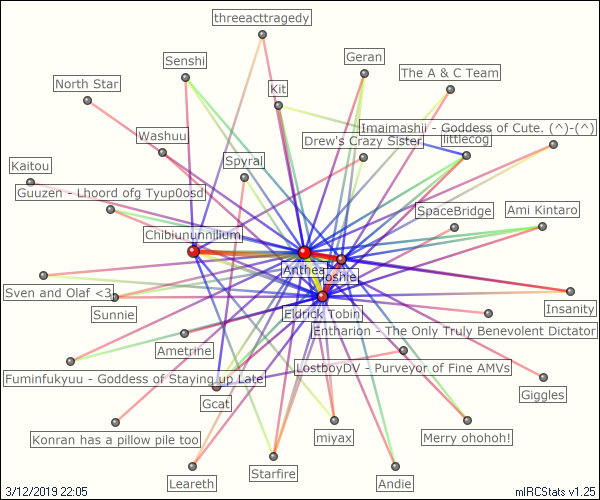 threeacttragedy
Senshi
Geran
The A & C Team
North Star
Kit
Imaimashii - Goddess of Cute. (^)-(^)
Washuu
Drew's Crazy Sister
littlecog
Kaitou
Spyral
Guuzen - Lhoord ofg Tyup0osd
SpaceBridge
Ami Kintaro
Chibiununnilium
Anthea
Joshie
Sven and Olaf <3
Sunnie
Eldrick Tobin
Insanity
Entharion - The Only Truly Benevolent Dictator
Ametrine
LostboyDV - Purveyor of Fine AMVs
Fuminfukyuu - Goddess of Staying up Late
Giggles
Gcat
Konran has a pillow pile too
miyax
Merry ohohoh!
Leareth
Starfire
Andie
3/12/2019 22:05
mIRCStats v1.25